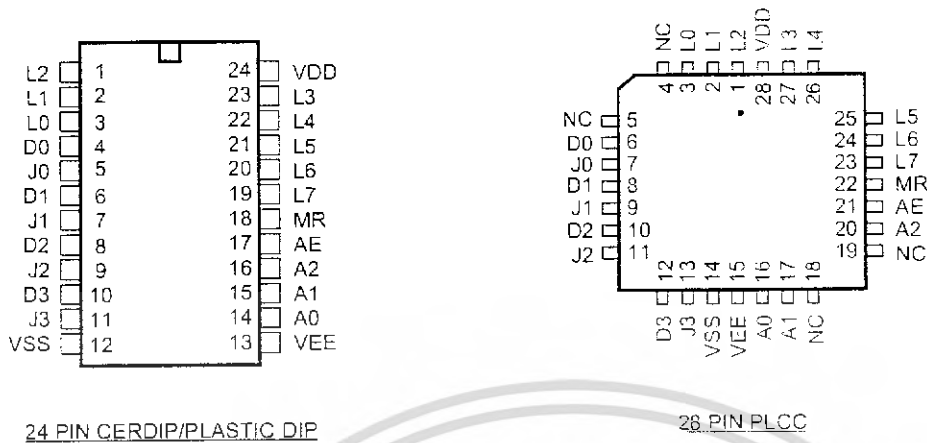 L2 1 24 VDD
L1 2 23 L3
L0 3 22 L4
D0 4 21 L5
J0 5 20 L6
D1 6 19 L7
J1 7 18 MR
D2 8 17 AE
J2 9 16 A2
D3 10 15 A1
J3 11 14 A0
VSS 12 13 VEE
24 PIN CERDIP/PLASTIC DIP
NC L0 L1 L2 VDD L3 L4
4 3 2 1 28 27 26
NC 5 25 L5
D0 6 24 L6
J0 7 23 L7
D1 8 22 MR
J1 9 21 AE
D2 10 20 A2
J2 11 19 NC
12 13 14 15 16 17 18
D3 J3 VSS VEE A0 A1 NC
28 PIN PLCC